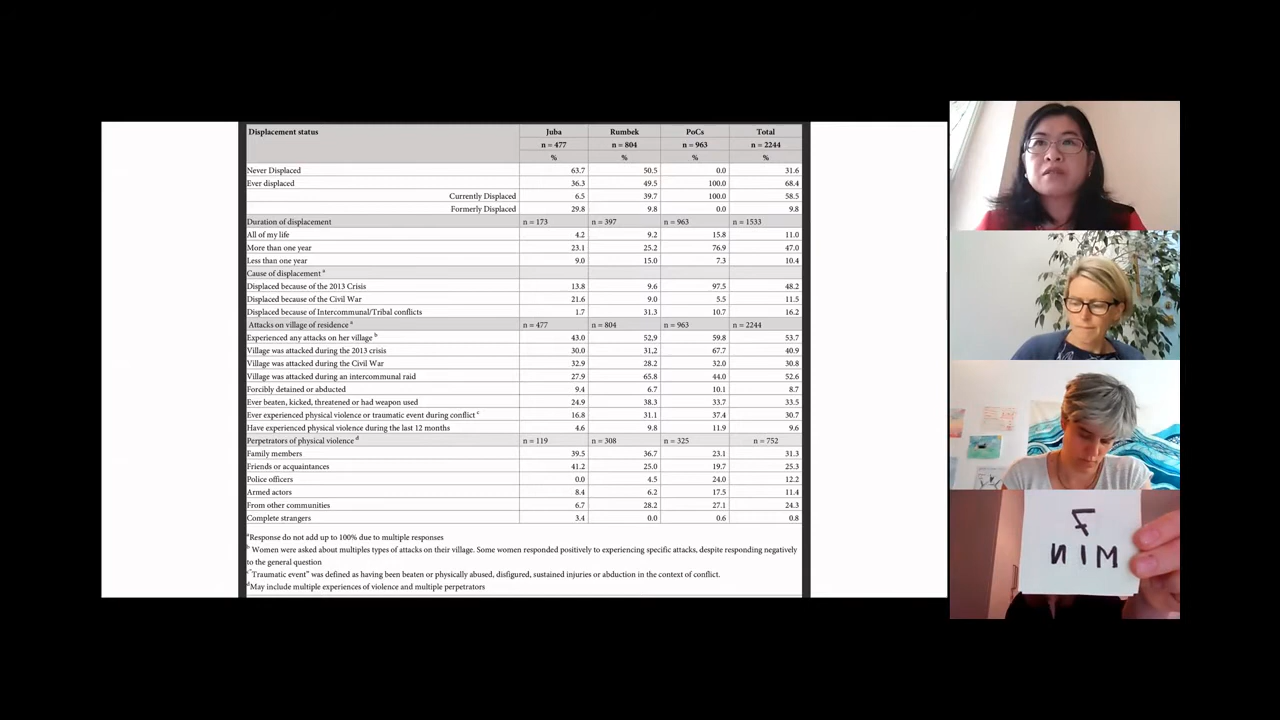 Displacement status Juba Rumbek PoCs Total
n = 477 n = 804 n = 963 n = 2244
% % % %
Never Displaced 63.7 50.5 0.0 31.6
Ever displaced 36.3 49.5 100.0 68.4
Currently Displaced 6.5 39.7 100.0 58.5
Formerly Displaced 29.8 9.8 0.0 9.8
Duration of displacement n = 173 n = 397 n = 963 n = 1533
All of my life 4.2 9.2 15.8 11.0
More than one year 23.1 25.2 76.9 47.0
Less than one year 9.0 15.0 7.3 10.4
Cause of displacement a
Displaced because of the 2013 Crisis 13.8 9.6 97.5 48.2
Displaced because of the Civil War 21.6 9.0 5.5 11.5
Displaced because of Intercommunal/Tribal conflicts 1.7 31.3 10.7 16.2
Attacks on village of residence a n = 477 n = 804 n = 963 n = 2244
Experienced any attacks on her village b 43.0 52.9 59.8 53.7
Village was attacked during the 2013 crisis 30.0 31.2 67.7 40.9
Village was attacked during the Civil War 32.9 28.2 32.0 30.8
Village was attacked during an intercommunal raid 27.9 65.8 44.0 52.6
Forcibly detained or abducted 9.4 6.7 10.1 8.7
Ever beaten, kicked, threatened or had weapon used 24.9 38.3 33.7 33.5
Ever experienced physical violence or traumatic event during conflict c 16.8 31.1 37.4 30.7
Have experienced physical violence during the last 12 months 4.6 9.8 11.9 9.6
Perpetrators of physical violence d n = 119 n = 308 n = 325 n = 752
Family members 39.5 36.7 23.1 31.3
Friends or acquaintances 41.2 25.0 19.7 25.3
Police officers 0.0 4.5 24.0 12.2
Armed actors 8.4 6.2 17.5 11.4
From other communities 6.7 28.2 27.1 24.3
Complete strangers 3.4 0.0 0.6 0.8
a Response do not add up to 100% due to multiple responses
b Women were asked about multiples types of attacks on their village. Some women responded positively to experiencing specific attacks, despite responding negatively
to the general question
c "Traumatic event" was defined as having been beaten or physically abused, disfigured, sustained injuries or abduction in the context of conflict.
d May include multiple experiences of violence and multiple perpetrators
7
MIN